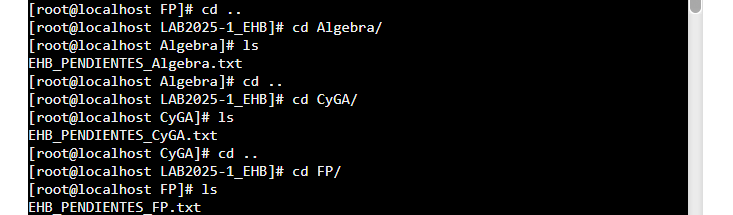 [root@localhost FP]# cd ..
[root@localhost LAB2025-1_EHB]# cd Algebra/
[root@localhost Algebra]# ls
EHB_PENDIENTES_Algebra.txt
[root@localhost Algebra]# cd ..
[root@localhost LAB2025-1_EHB]# cd CyGA/
[root@localhost CyGA]# ls
EHB_PENDIENTES_CyGA.txt
[root@localhost CyGA]# cd ..
[root@localhost LAB2025-1_EHB]# cd FP/
[root@localhost FP]# ls
EHB_PENDIENTES_FP.txt